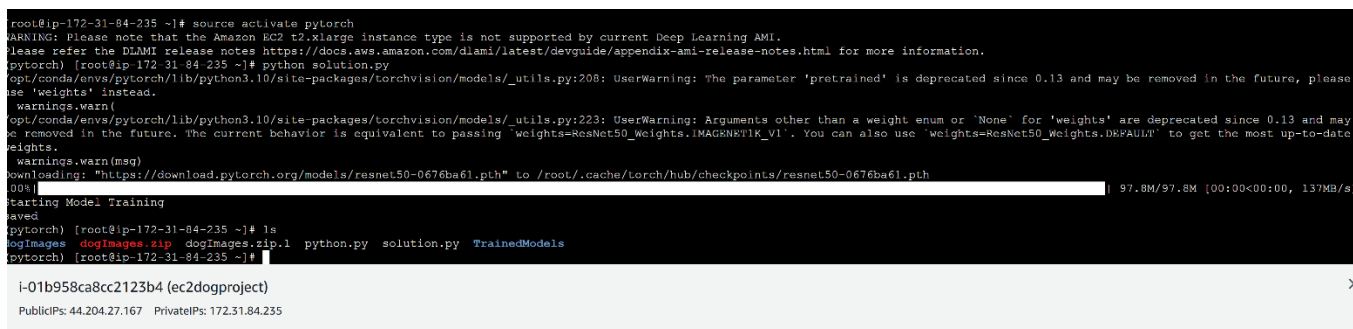 root@ip-172-31-84-235 ~]# source activate pytorch
WARNING: Please note that the Amazon EC2 t2.xlarge instance type is not supported by current Deep Learning AMI.
Please refer the DLAMI release notes https://docs.aws.amazon.com/dlami/latest/devguide/appendix-ami-release-notes.html for more information.
(pytorch) [root@ip-172-31-84-235 ~]# python solution.py
/opt/conda/envs/pytorch/lib/python3.10/site-packages/torchvision/models/_utils.py:208: UserWarning: The parameter 'pretrained' is deprecated since 0.13 and may be removed in the future, please
use 'weights' instead.
warnings.warn(
/opt/conda/envs/pytorch/lib/python3.10/site-packages/torchvision/models/_utils.py:223: UserWarning: Arguments other than a weight enum or `None` for 'weights' are deprecated since 0.13 and may
be removed in the future. The current behavior is equivalent to passing `weights=ResNet50_Weights.IMAGENET1K_V1`. You can also use `weights=ResNet50_Weights.DEFAULT` to get the most up-to-date
weights.
warnings.warn(msg)
Downloading: "https://download.pytorch.org/models/resnet50-0676ba61.pth" to /root/.cache/torch/hub/checkpoints/resnet50-0676ba61.pth
100%| | 97.8M/97.8M [00:00<00:00, 137MB/s
Starting Model Training
saved
(pytorch) [root@ip-172-31-84-235 ~]# ls
dogImages dogImages.zip dogImages.zip.1 python.py solution.py TrainedModels
(pytorch) [root@ip-172-31-84-235 ~]#
i-01b958ca8cc2123b4 (ec2dogproject)
PublicIPs: 44.204.27.167 PrivateIPs: 172.31.84.235